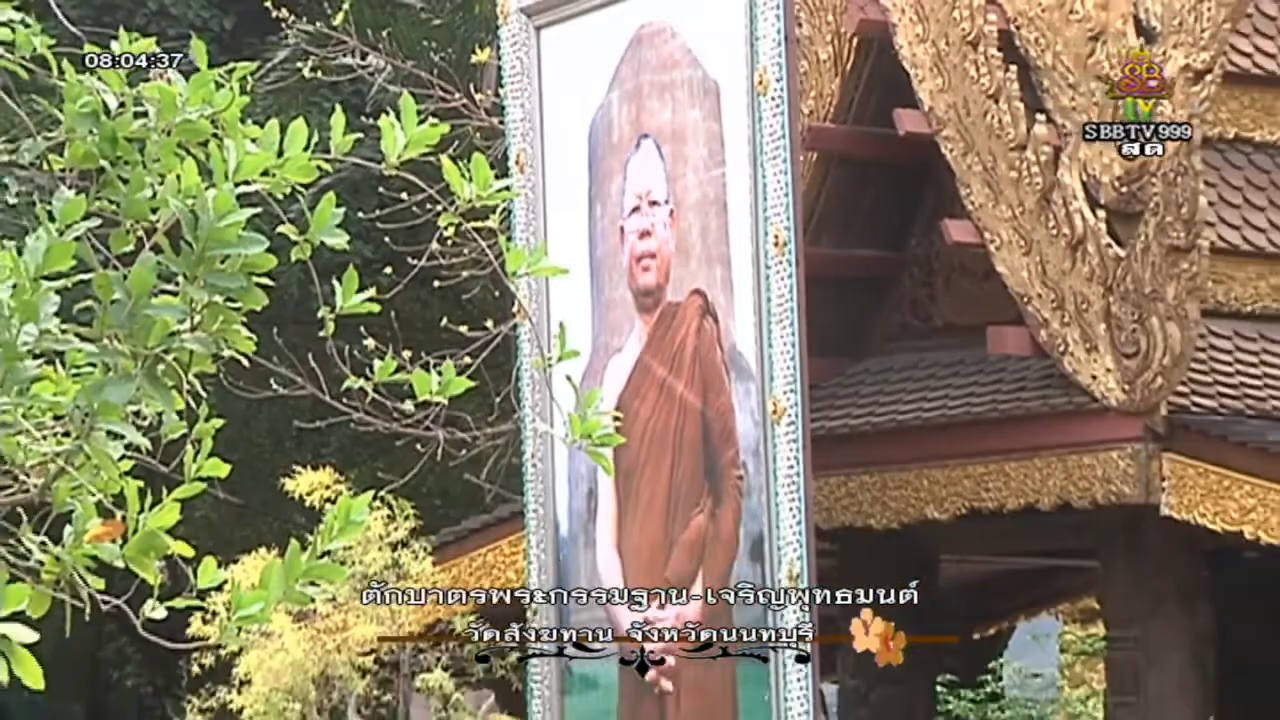 08:04:37
SB
TV
SBBTV999
สด
ตักบาตรพระกรรมฐาน-เจริญพุทธมนต์
วัดสังฆทาน จังหวัดนนทบุรี